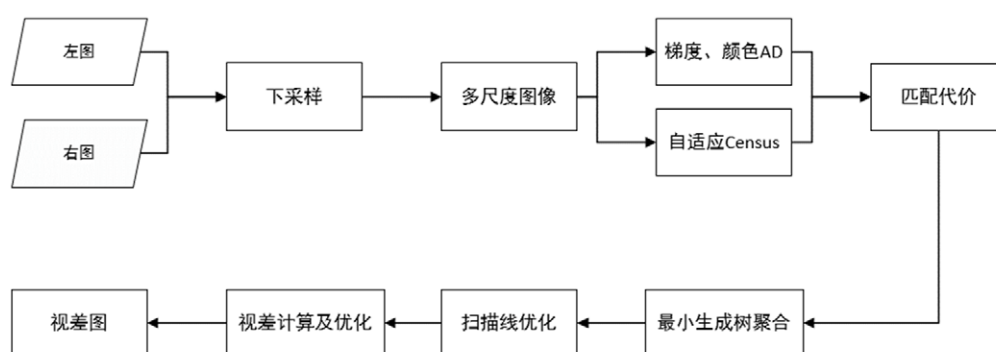 左图
右图
下采样
多尺度图像
梯度、颜色AD
自适应Census
匹配代价
最小生成树聚合
扫描线优化
视差计算及优化
视差图